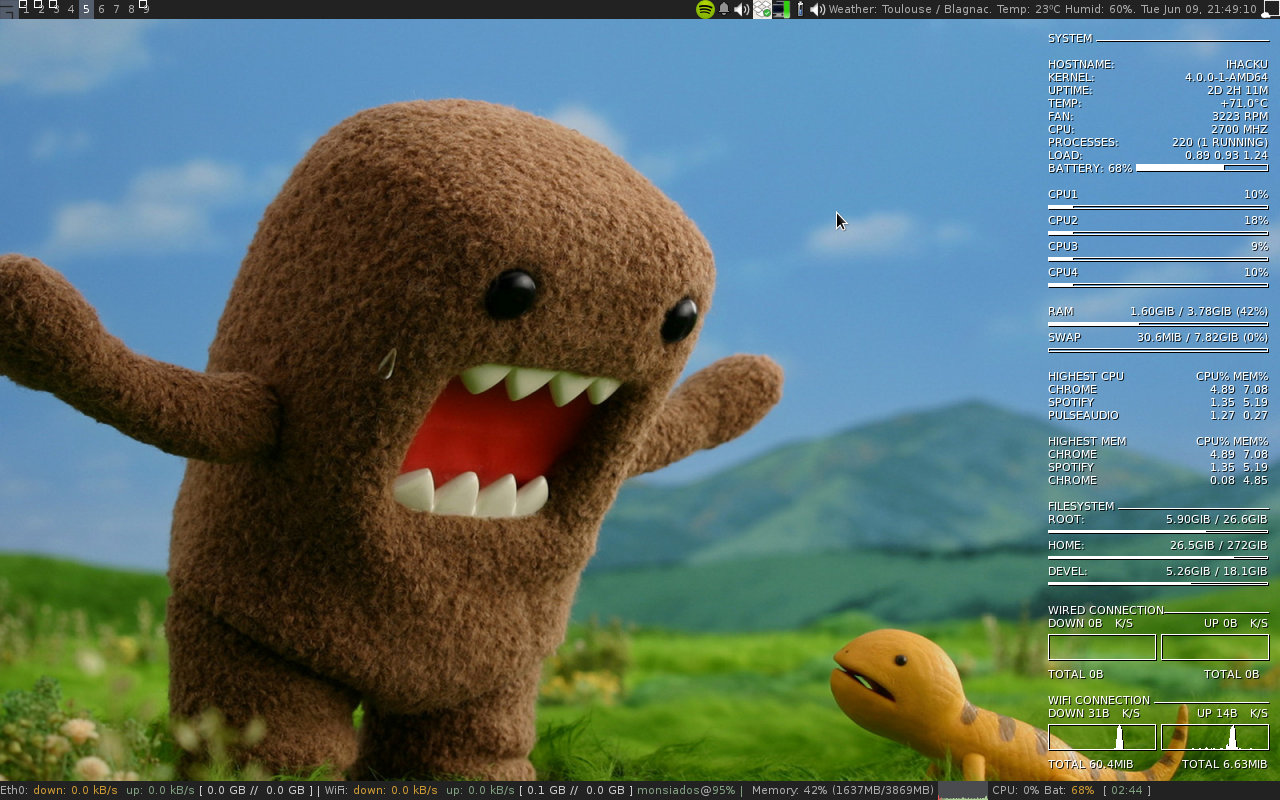 1 2 3 4 5 6 7 8 9
Weather: Toulouse / Blagnac. Temp: 23ºC Humid: 60%. Tue Jun 09, 21:49:10
SYSTEM
HOSTNAME: IHACKU
KERNEL: 4.0.0-1-AMD64
UPTIME: 2D 2H 11M
TEMP: +71.0°C
FAN: 3223 RPM
CPU: 2700 MHZ
PROCESSES: 220 (1 RUNNING)
LOAD: 0.89 0.93 1.24
BATTERY: 68%
CPU1 10%
CPU2 18%
CPU3 9%
CPU4 10%
RAM 1.60GIB / 3.78GIB (42%)
SWAP 30.6MIB / 7.82GIB (0%)
HIGHEST CPU CPU% MEM%
CHROME 4.89 7.08
SPOTIFY 1.35 5.19
PULSEAUDIO 1.27 0.27
HIGHEST MEM CPU% MEM%
CHROME 4.89 7.08
SPOTIFY 1.35 5.19
CHROME 0.08 4.85
FILESYSTEM
ROOT: 5.90GIB / 26.6GIB
HOME: 26.5GIB / 272GIB
DEVEL: 5.26GIB / 18.1GIB
WIRED CONNECTION
DOWN 0B K/S UP 0B K/S
TOTAL 0B TOTAL 0B
WIFI CONNECTION
DOWN 31B K/S UP 14B K/S
TOTAL 60.4MIB TOTAL 6.63MIB
Eth0: down: 0.0 kB/s up: 0.0 kB/s [ 0.0 GB // 0.0 GB ] | WiFi: down: 0.0 kB/s up: 0.0 kB/s [ 0.1 GB // 0.0 GB ] monsiados@95% | Memory: 42% (1637MB/3869MB) CPU: 0% Bat: 68% [ 02:44 ]